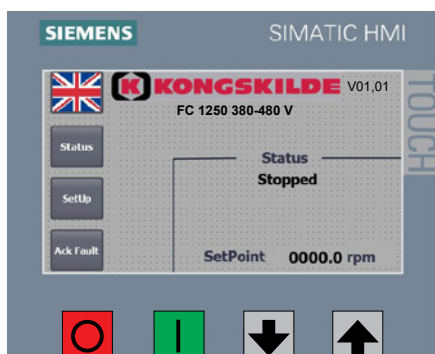 SIEMENS SIMATIC HMI
TOUCH
KONGSKILDE V01,01
FC 1250 380-480 V
Status
Status
Stopped
SetUp
Ack Fault
SetPoint 0000.0 rpm